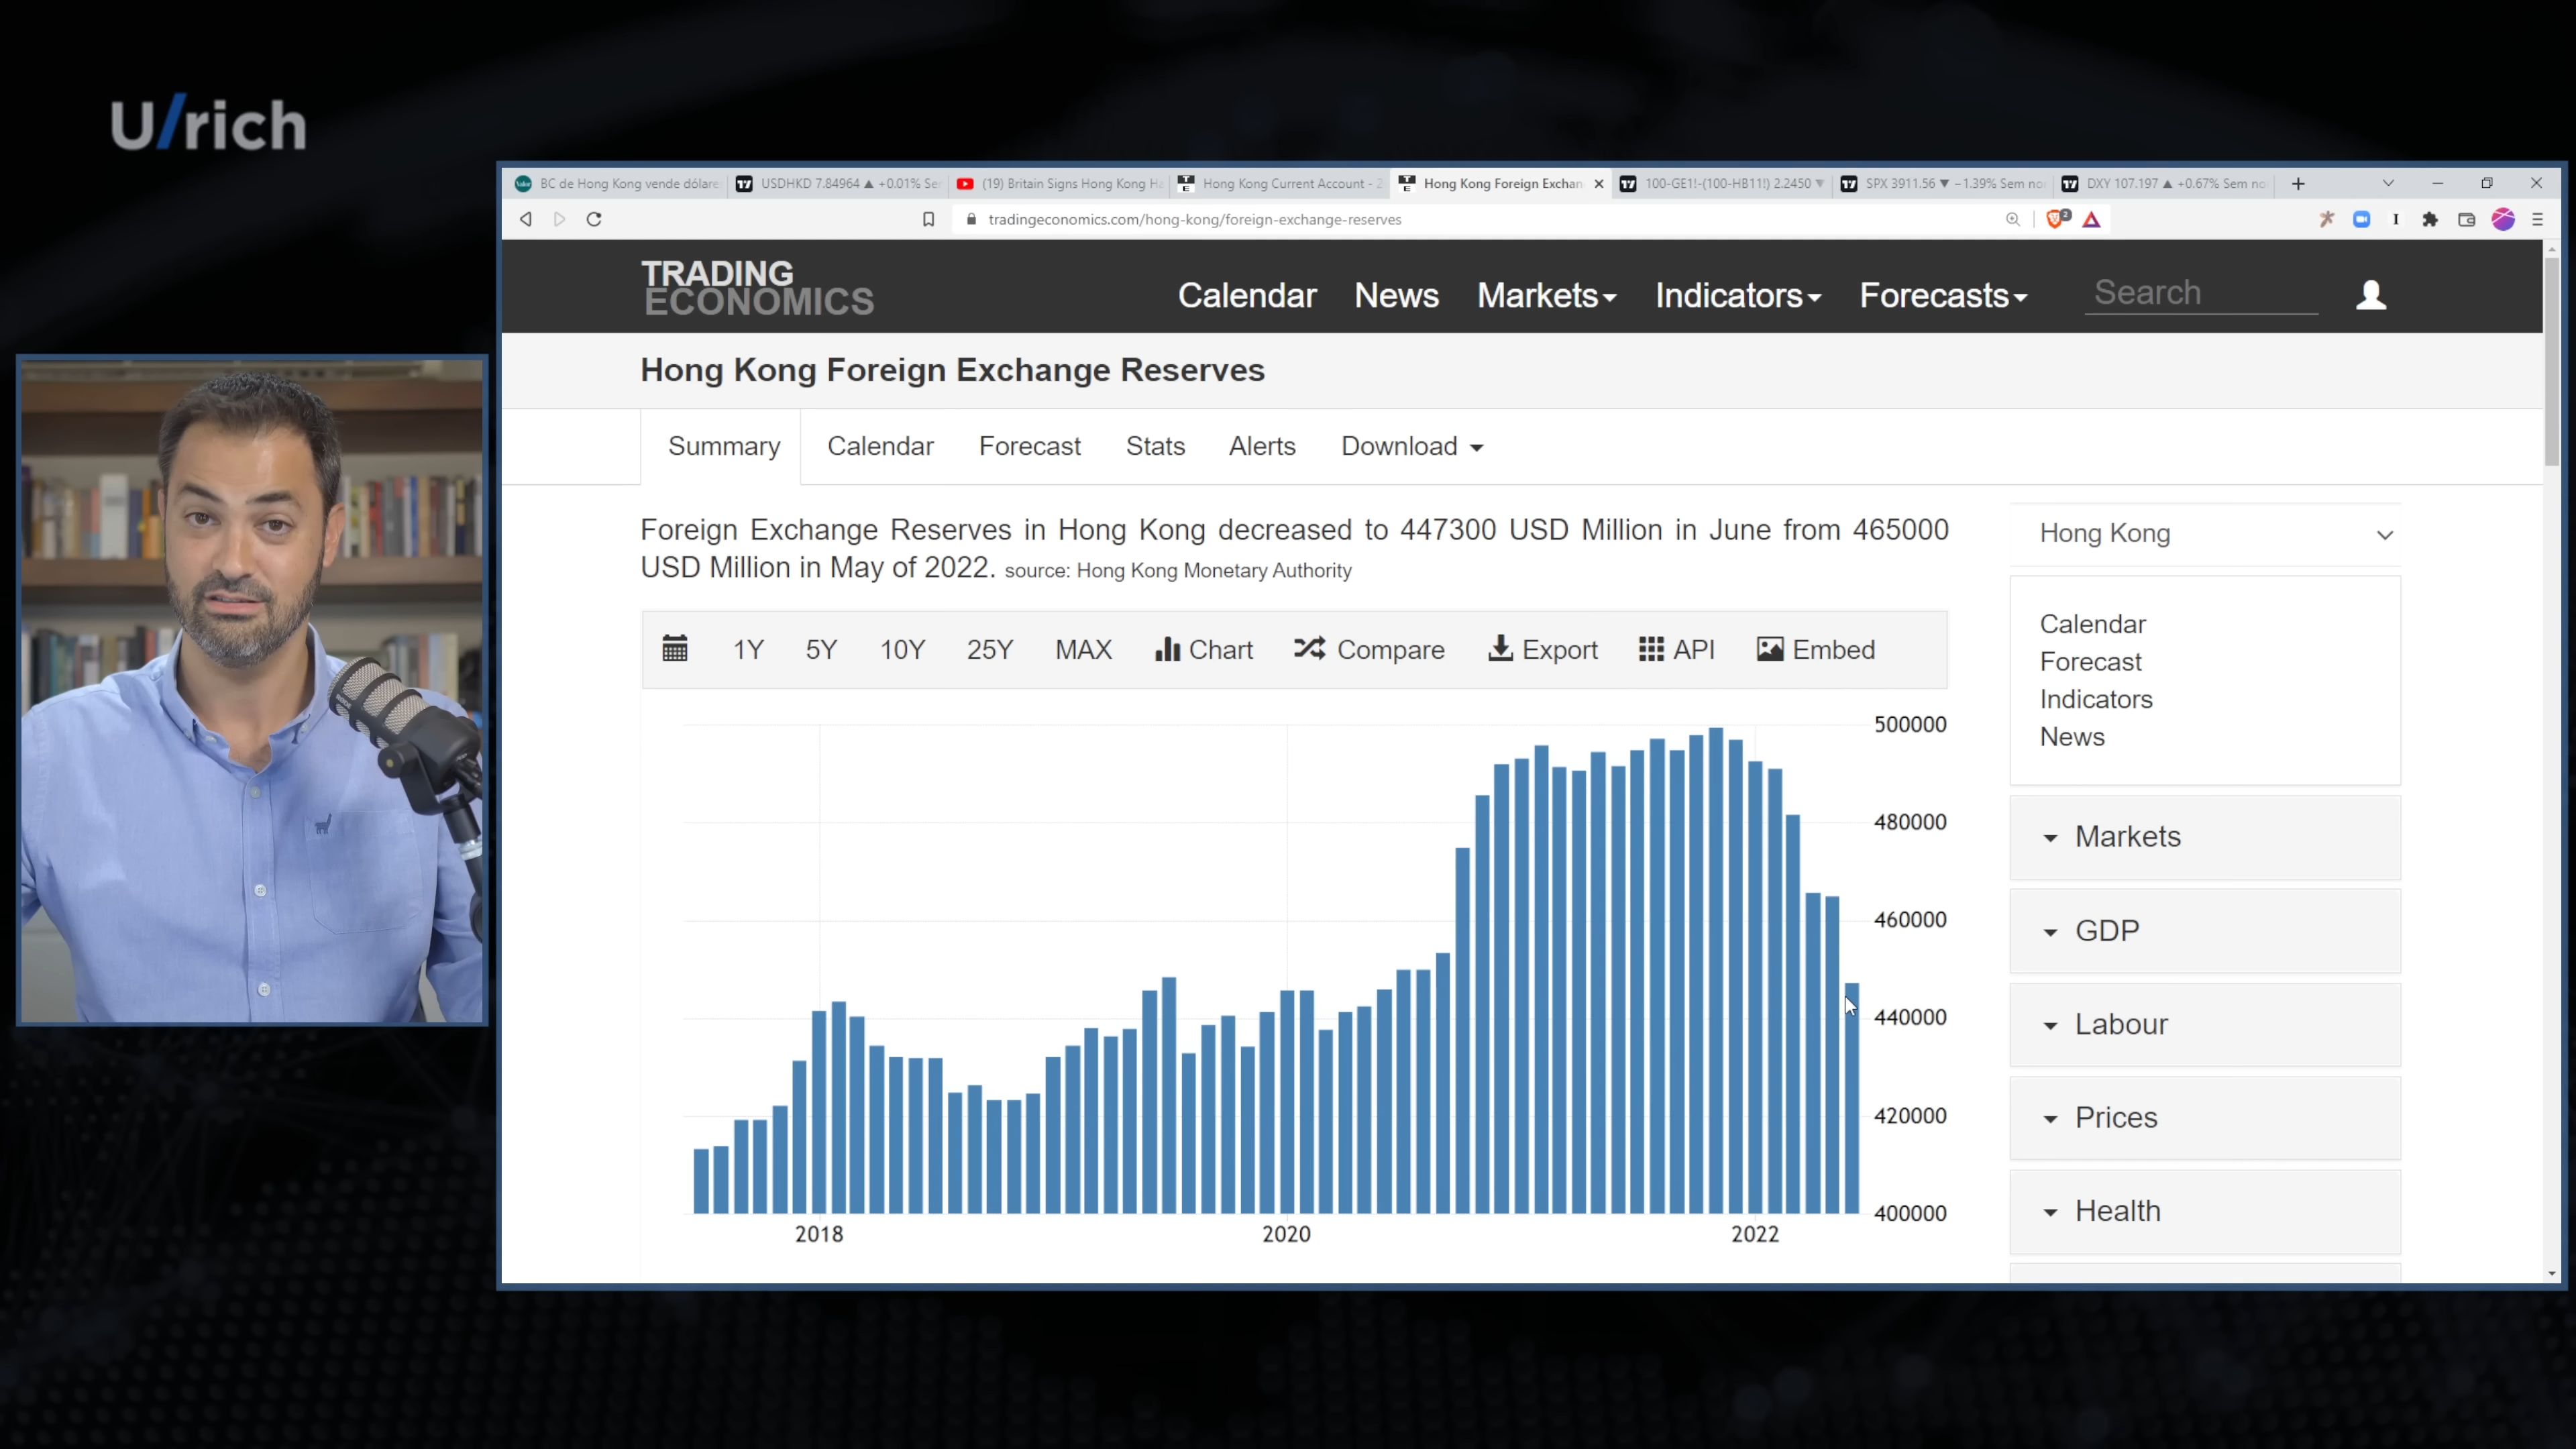 U/rich
BC de Hong Kong vende dólare
USDHKD 7.84964 ▲ +0.01% Se
(19) Britain Signs Hong Kong Ha
Hong Kong Current Account - 2
Hong Kong Foreign Exchan
100-GE1!-(100-HB11!) 2.2450 ▼
SPX 3911.56 ▼ −1.39% Sem no
DXY 107.197 ▲ +0.67% Sem no
tradingeconomics.com/hong-kong/foreign-exchange-reserves
2
TRADING
ECONOMICS
Calendar News Markets Indicators Forecasts Search
Hong Kong Foreign Exchange Reserves
Summary Calendar Forecast Stats Alerts Download
Foreign Exchange Reserves in Hong Kong decreased to 447300 USD Million in June from 465000
USD Million in May of 2022. source: Hong Kong Monetary Authority
1Y 5Y 10Y 25Y MAX Chart Compare Export API Embed
500000
480000
460000
440000
420000
400000
2018 2020 2022
Hong Kong
Calendar
Forecast
Indicators
News
Markets
GDP
Labour
Prices
Health